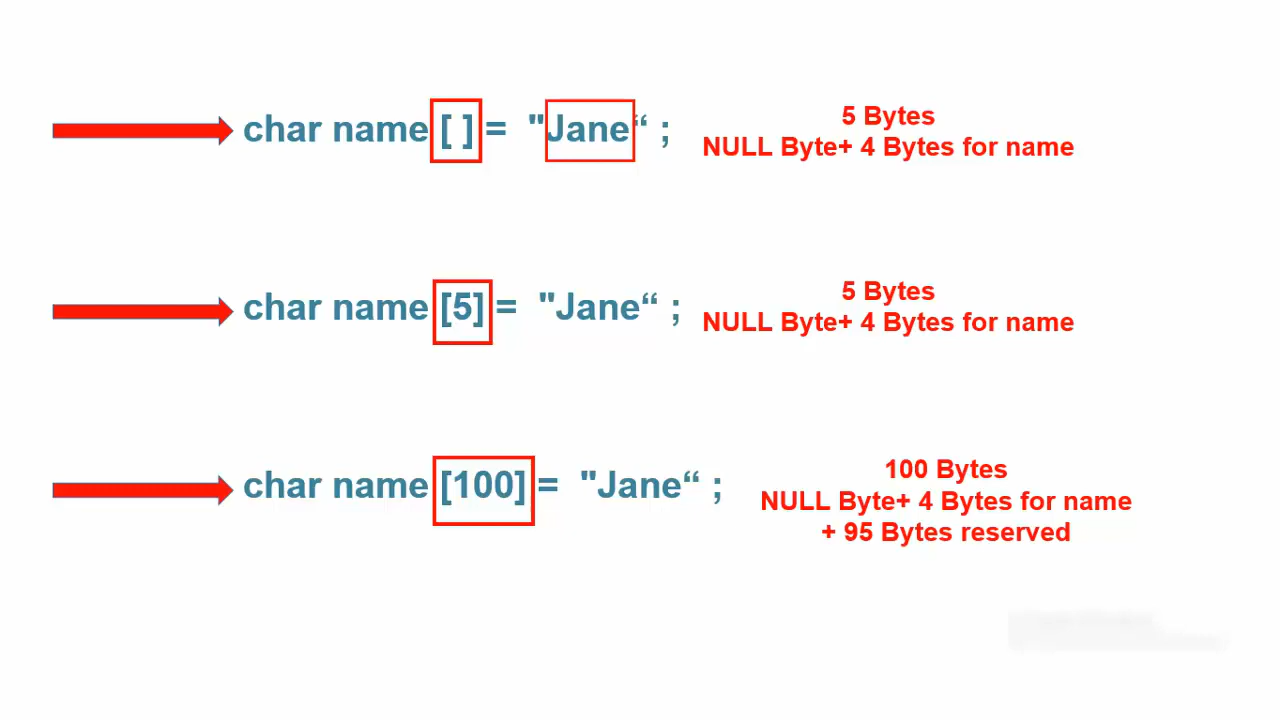 char name [ ] = "Jane“ ;
5 Bytes
NULL Byte+ 4 Bytes for name
char name [5] = "Jane“ ;
5 Bytes
NULL Byte+ 4 Bytes for name
char name [100] = "Jane“ ;
100 Bytes
NULL Byte+ 4 Bytes for name
+ 95 Bytes reserved